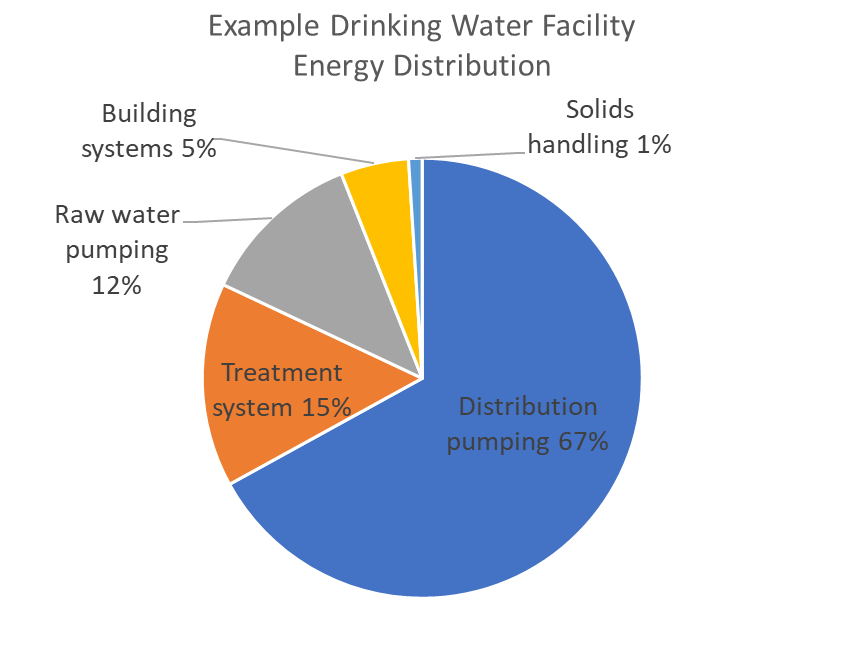 Example Drinking Water Facility
Energy Distribution
Building
systems 5%
Solids
handling 1%
Raw water
pumping
12%
Treatment
system 15%
Distribution
pumping 67%